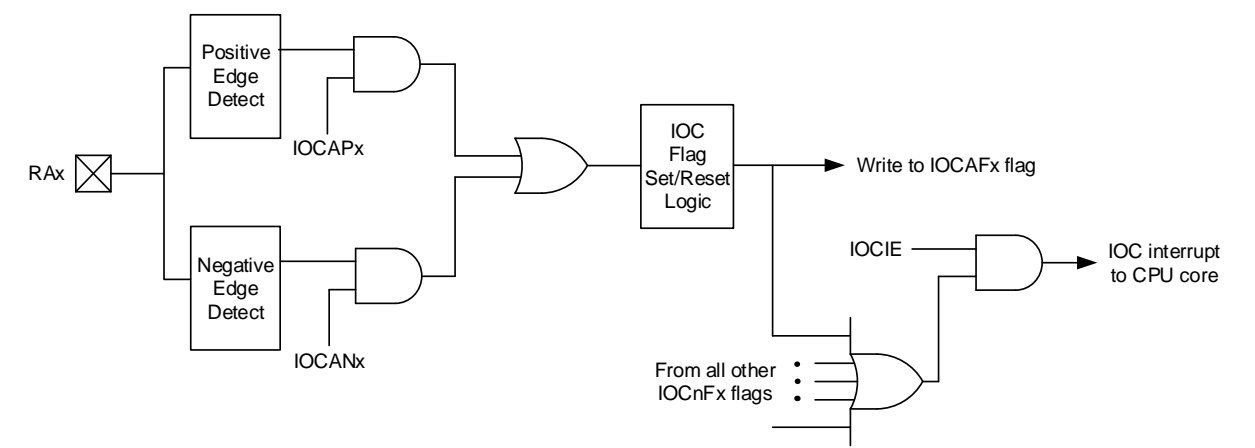 Positive
Edge
Detect
IOCAPx
RAx
Negative
Edge
Detect
IOCANx
IOC
Flag
Set/Reset
Logic
Write to IOCAFx flag
IOCIE
IOC interrupt
to CPU core
From all other
IOCnFx flags